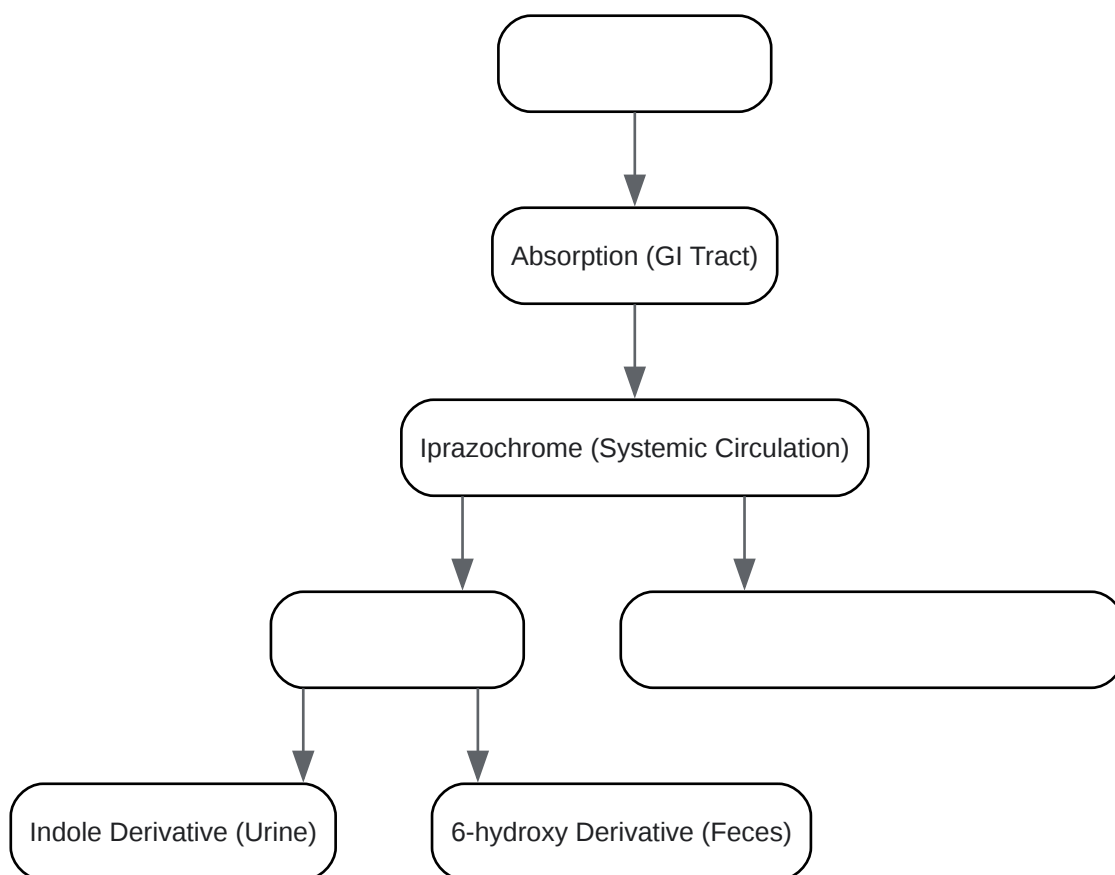 Absorption (GI Tract)
Iprazochrome (Systemic Circulation)
Indole Derivative (Urine)
6-hydroxy Derivative (Feces)